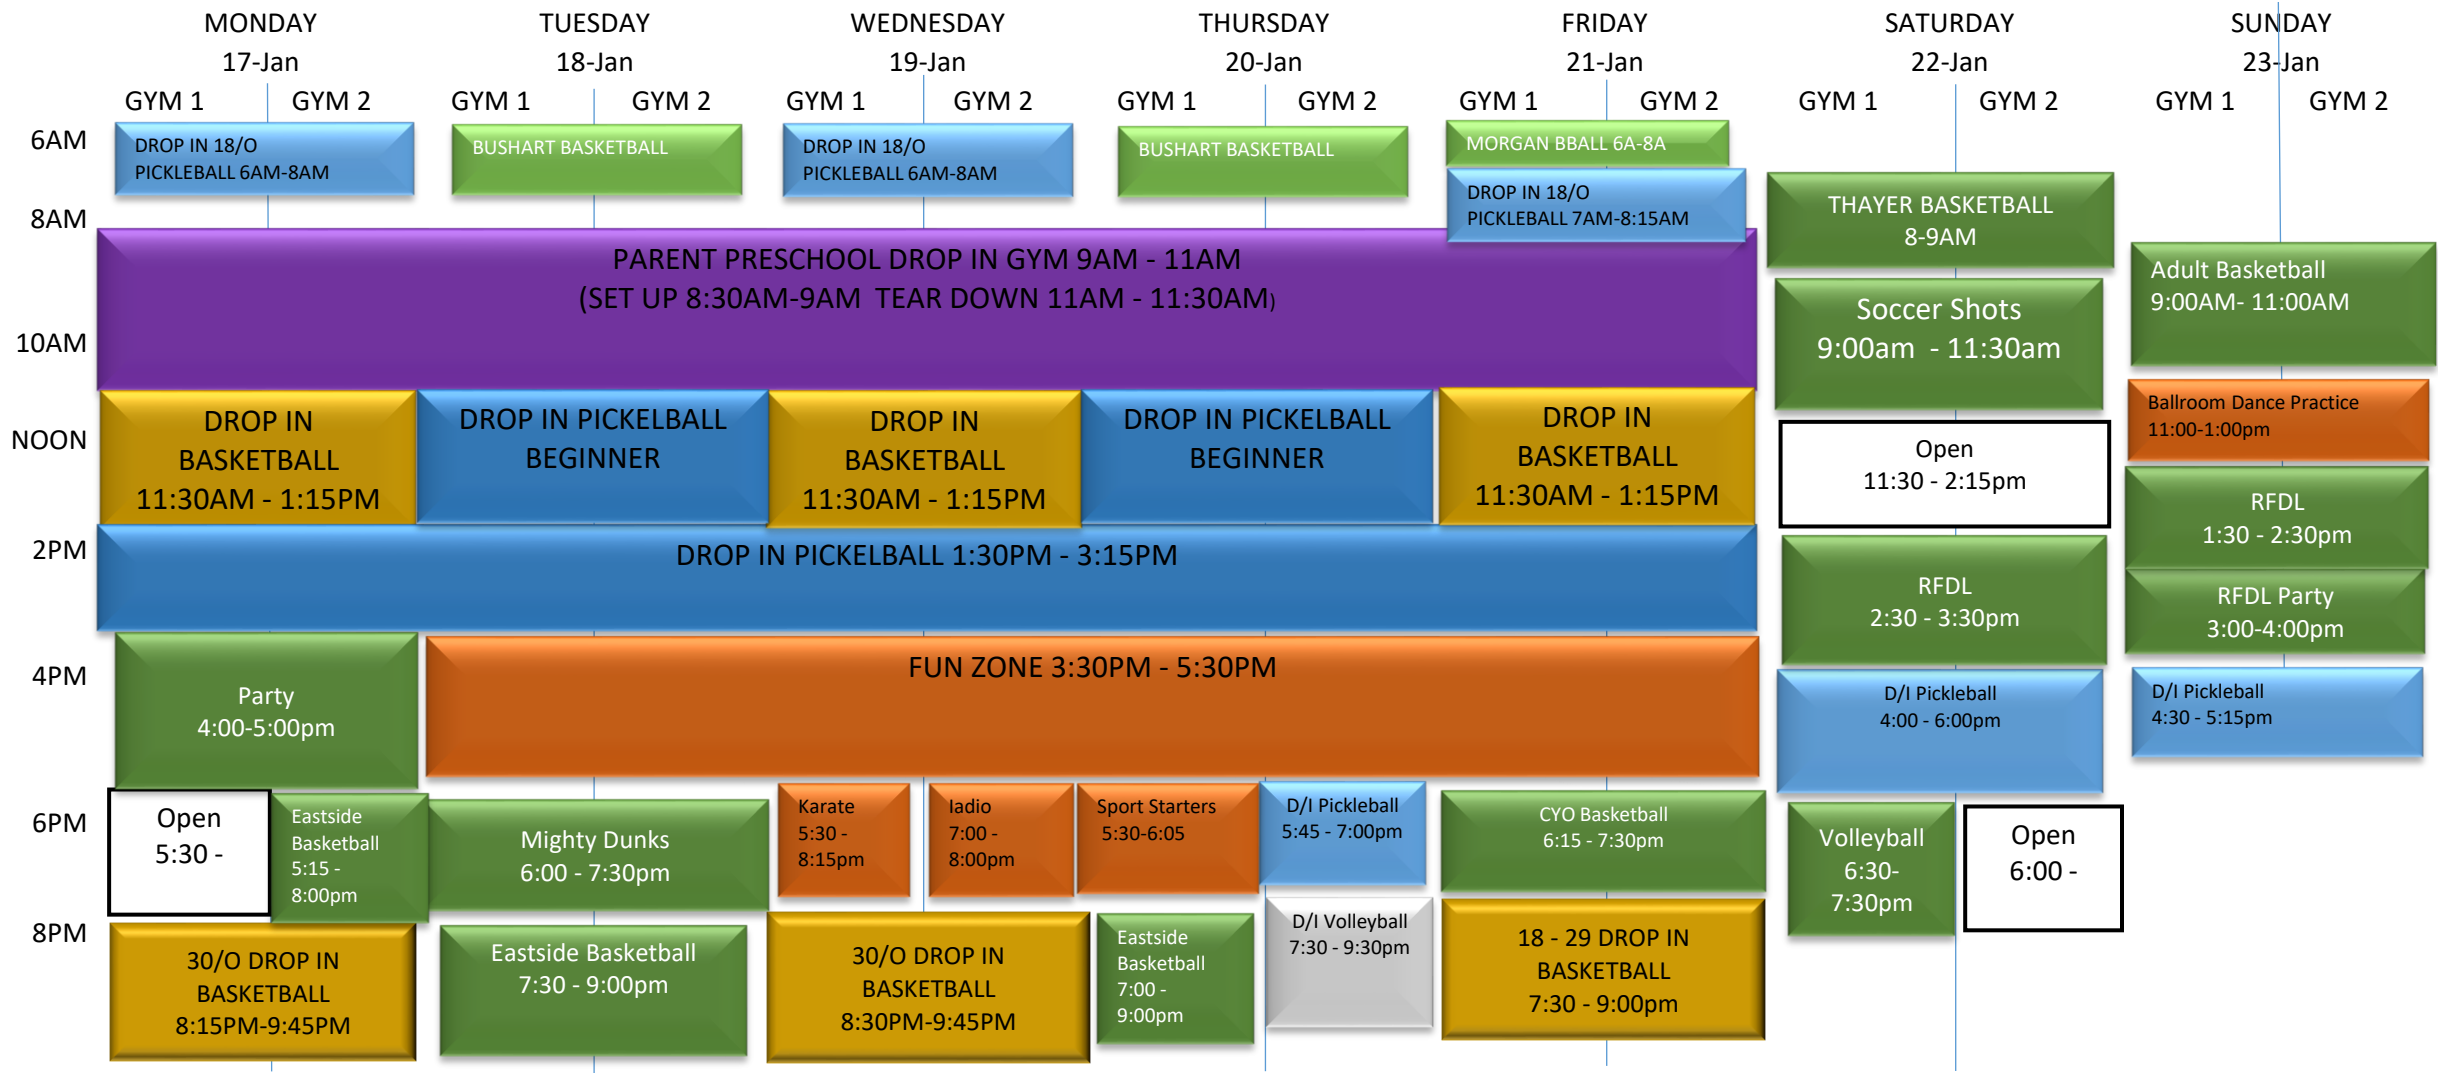 MONDAY
TUESDAY
WEDNESDAY
THURSDAY
FRIDAY
SATURDAY
SUNDAY
17-Jan
18-Jan
19-Jan
20-Jan
21-Jan
22-Jan
23-Jan
GYM 1
GYM 2
GYM 1
GYM 2
GYM 1
GYM 2
GYM 1
GYM 2
GYM 1
GYM 2
GYM 1
GYM 2
GYM 1
GYM 2
6AM
DROP IN 18/O
PICKLEBALL 6AM-8AM
BUSHART BASKETBALL
DROP IN 18/O
PICKLEBALL 6AM-8AM
BUSHART BASKETBALL
MORGAN BBALL 6A-8A
DROP IN 18/O
PICKLEBALL 7AM-8:15AM
THAYER BASKETBALL
8-9AM
8AM
PARENT PRESCHOOL DROP IN GYM 9AM - 11AM
(SET UP 8:30AM-9AM  TEAR DOWN 11AM - 11:30AM)
Adult Basketball
9:00AM- 11:00AM
Soccer Shots
9:00am  - 11:30am
10AM
DROP IN
BASKETBALL
11:30AM - 1:15PM
DROP IN PICKELBALL
BEGINNER
DROP IN
BASKETBALL
11:30AM - 1:15PM
DROP IN PICKELBALL
BEGINNER
DROP IN
BASKETBALL
11:30AM - 1:15PM
Ballroom Dance Practice
11:00-1:00pm
NOON
Open
11:30 - 2:15pm
RFDL
1:30 - 2:30pm
2PM
DROP IN PICKELBALL 1:30PM - 3:15PM
RFDL
2:30 - 3:30pm
RFDL Party
3:00-4:00pm
4PM
Party
4:00-5:00pm
FUN ZONE 3:30PM - 5:30PM
D/I Pickleball
4:00 - 6:00pm
D/I Pickleball
4:30 - 5:15pm
6PM
Open
5:30 -
Eastside
Basketball
5:15 -
8:00pm
Mighty Dunks
6:00 - 7:30pm
Karate
5:30 -
8:15pm
Iadio
7:00 -
8:00pm
Sport Starters
5:30-6:05
D/I Pickleball
5:45 - 7:00pm
CYO Basketball
6:15 - 7:30pm
Volleyball
6:30-
7:30pm
Open
6:00 -
8PM
30/O DROP IN
BASKETBALL
8:15PM-9:45PM
Eastside Basketball
7:30 - 9:00pm
30/O DROP IN
BASKETBALL
8:30PM-9:45PM
Eastside
Basketball
7:00 -
9:00pm
D/I Volleyball
7:30 - 9:30pm
18 - 29 DROP IN
BASKETBALL
7:30 - 9:00pm